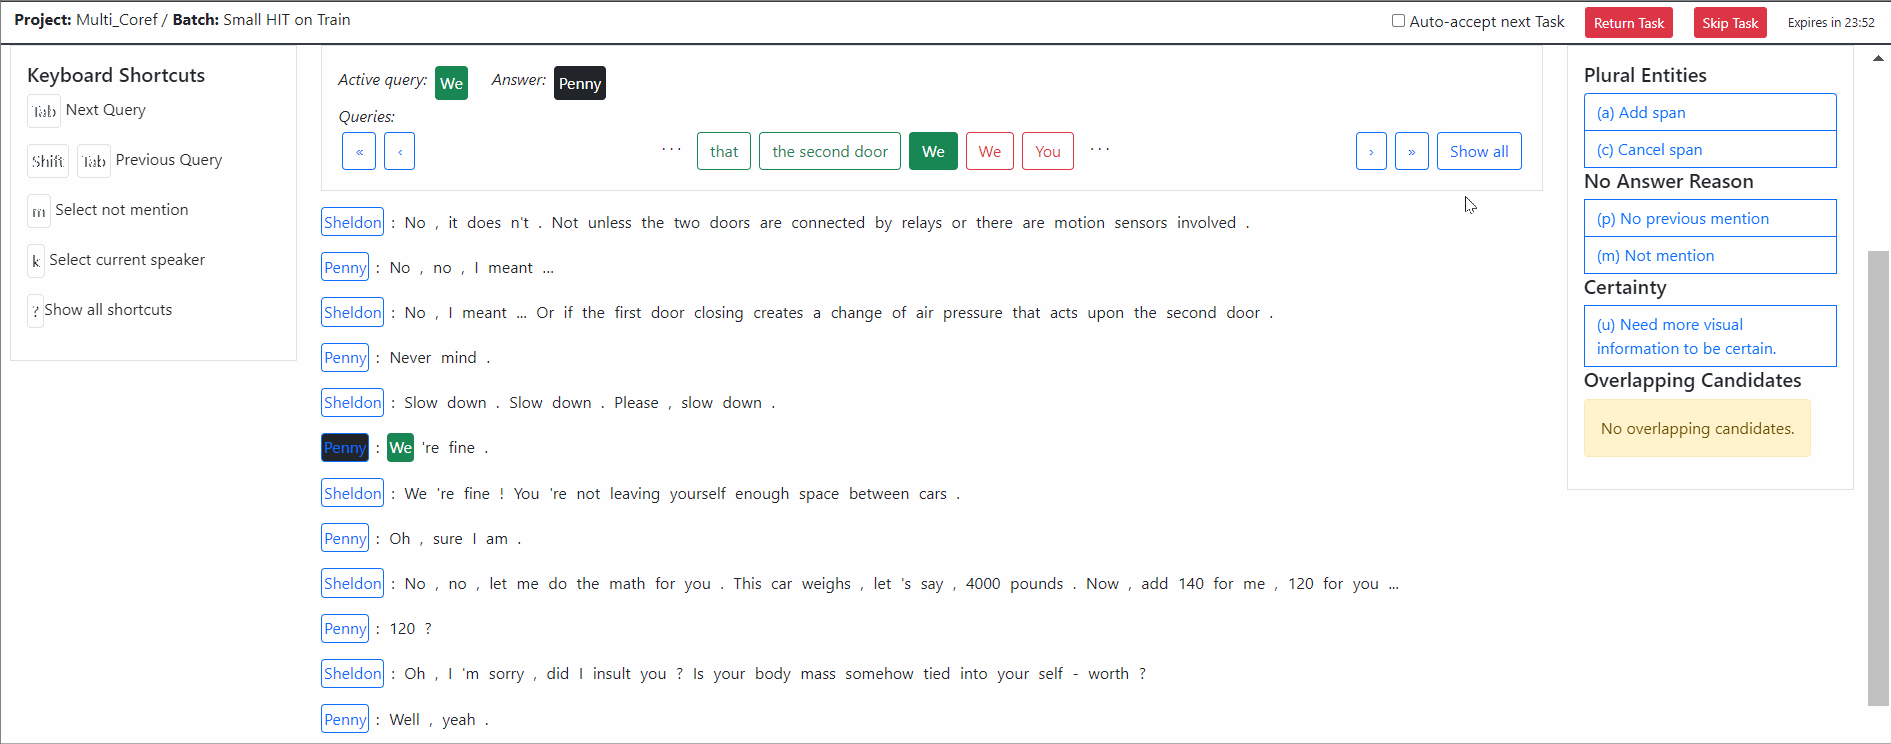 Project: Multi_Coref / Batch: Small HIT on Train
Auto-accept next Task
Return Task
Skip Task
Expires in 23:52
Keyboard Shortcuts
Tab Next Query
Shift Tab Previous Query
m Select not mention
k Select current speaker
? Show all shortcuts
Active query: We Answer: Penny
Queries:
« ‹ ... that the second door We We You ... › » Show all
Sheldon : No , it does n't . Not unless the two doors are connected by relays or there are motion sensors involved .
Penny : No , no , I meant ...
Sheldon : No , I meant ... Or if the first door closing creates a change of air pressure that acts upon the second door .
Penny : Never mind .
Sheldon : Slow down . Slow down . Please , slow down .
Penny : We 're fine .
Sheldon : We 're fine ! You 're not leaving yourself enough space between cars .
Penny : Oh , sure I am .
Sheldon : No , no , let me do the math for you . This car weighs , let 's say , 4000 pounds . Now , add 140 for me , 120 for you ...
Penny : 120 ?
Sheldon : Oh , I 'm sorry , did I insult you ? Is your body mass somehow tied into your self - worth ?
Penny : Well , yeah .
Plural Entities
(a) Add span
(c) Cancel span
No Answer Reason
(p) No previous mention
(m) Not mention
Certainty
(u) Need more visual
information to be certain.
Overlapping Candidates
No overlapping candidates.